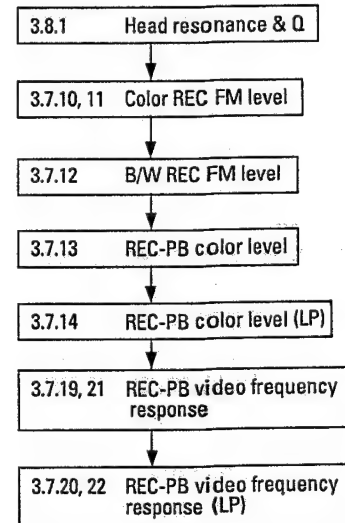 3.8.1 Head resonance & Q
3.7.10, 11 Color REC FM level
3.7.12 B/W REC FM level
3.7.13 REC-PB color level
3.7.14 REC-PB color level (LP)
3.7.19, 21 REC-PB video frequency
response
3.7.20, 22 REC-PB video frequency
response (LP)